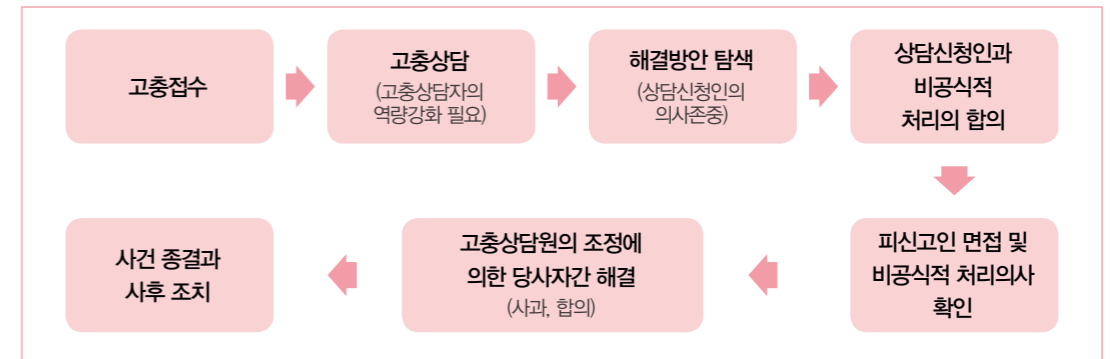 고충접수
고충상담
(고충상담자의
역량강화 필요)
해결방안 탐색
(상담신청인의
의사존중)
상담신청인과
비공식적
처리의 합의
피신고인 면접 및
비공식적 처리의사
확인
고충상담원의 조정에
의한 당사자간 해결
(사과, 합의)
사건 종결과
사후 조치